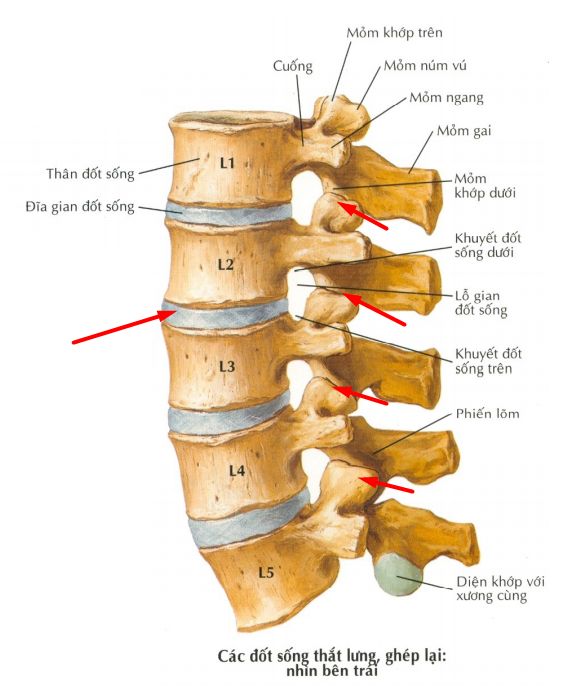 Mỏm khớp trên
Cuống
Mỏm núm vú
Mỏm ngang
Mỏm gai
L1
Thân đốt sống
Mỏm
khớp dưới
Đĩa gian đốt sống
Khuyết đốt
sống dưới
L2
Lỗ gian
đốt sống
Khuyết đốt
sống trên
L3
Phiến lõm
L4
L5
Diện khớp với
xương cùng
Các đốt sống thắt lưng, ghép lại:
nhìn bên trái